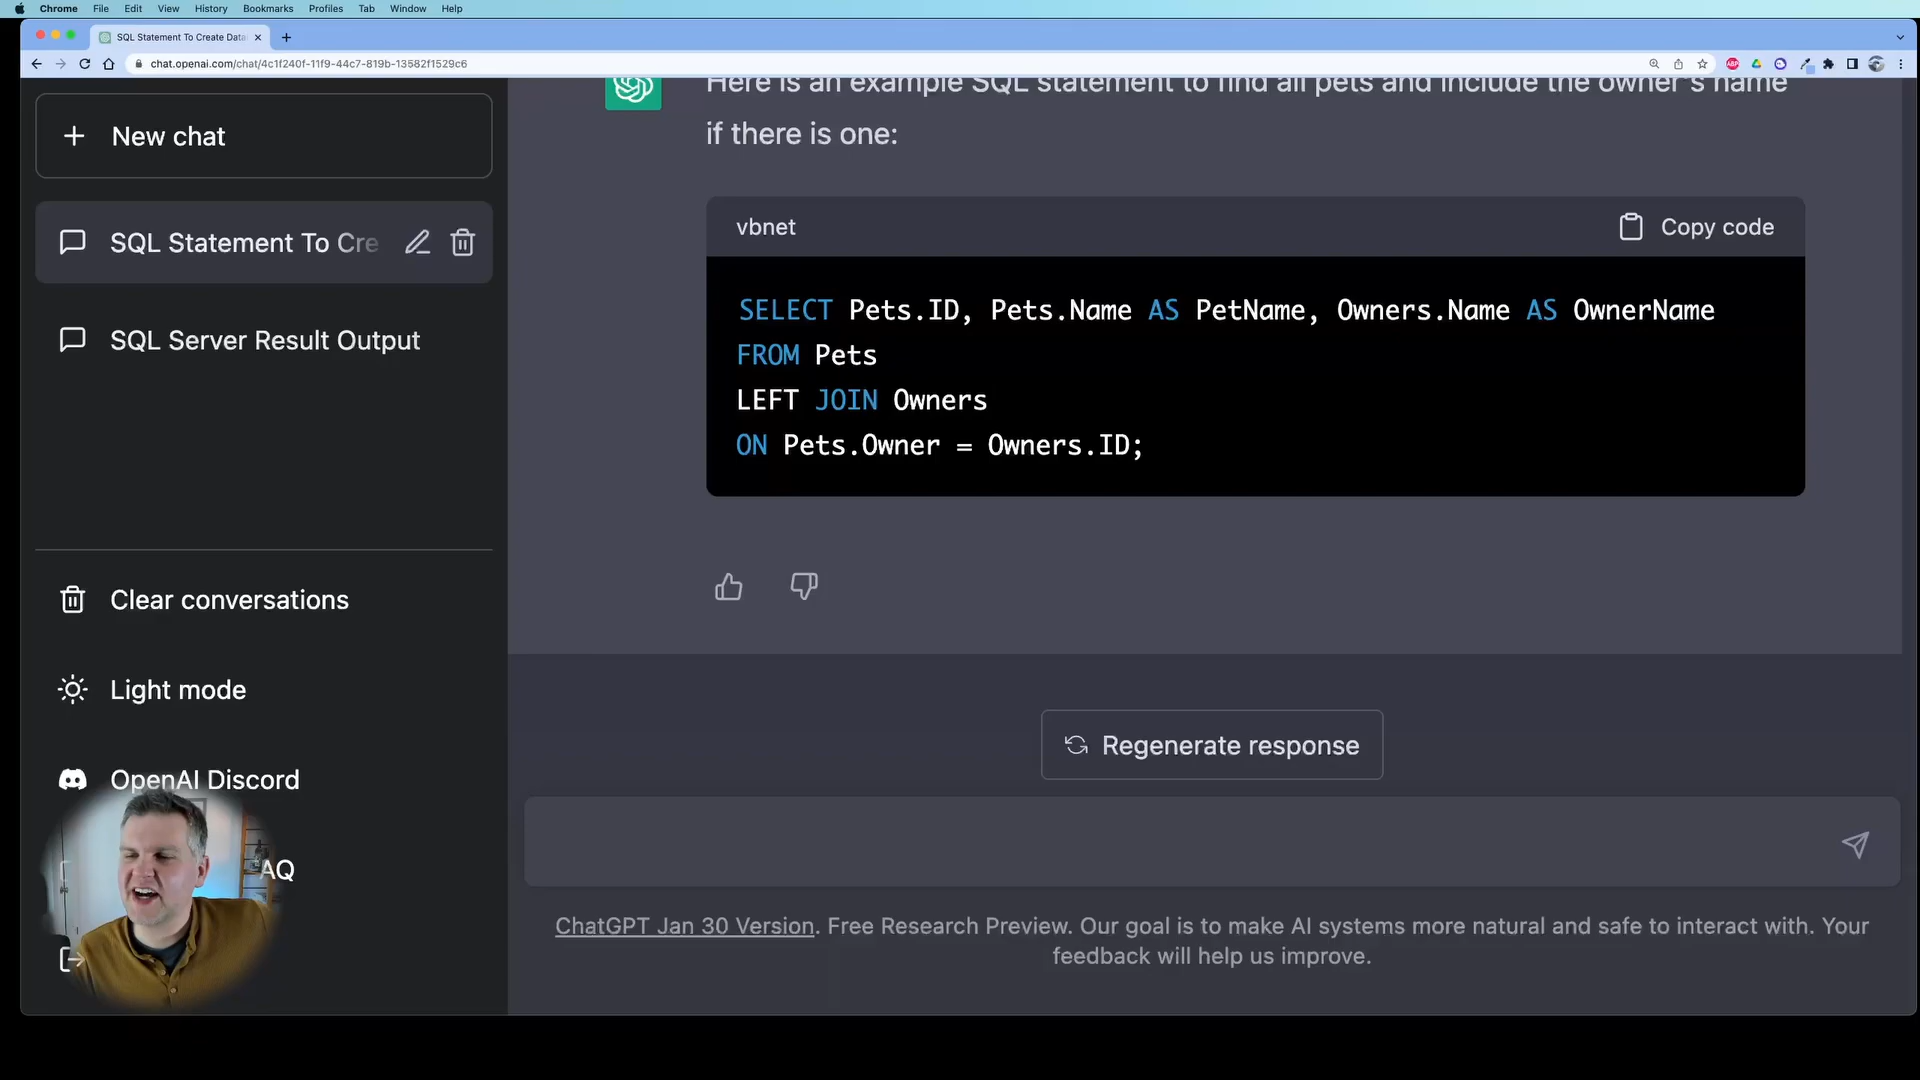 Chrome File Edit View History Bookmarks Profiles Tab Window Help
SQL Statement To Create Data
chat.openai.com/chat/4c1f240f-11f9-44c7-819b-13582f1529c6
New chat
SQL Statement To Cre
SQL Server Result Output
Clear conversations
Light mode
OpenAI Discord
AQ
Here is an example SQL statement to find all pets and include the owner's name
if there is one:
vbnet
Copy code
SELECT Pets.ID, Pets.Name AS PetName, Owners.Name AS OwnerName
FROM Pets
LEFT JOIN Owners
ON Pets.Owner = Owners.ID;
Regenerate response
ChatGPT Jan 30 Version. Free Research Preview. Our goal is to make AI systems more natural and safe to interact with. Your
feedback will help us improve.